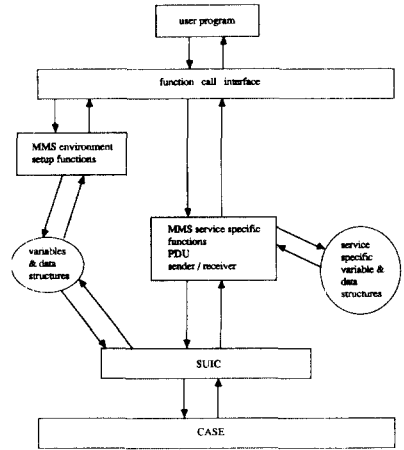 user program
function call interface
MMS environment
setup functions
MMS service specific
functions
PDU
sender / receiver
variables
& data
structures
service
specific
variable &
data
structures
SUIC
CASE